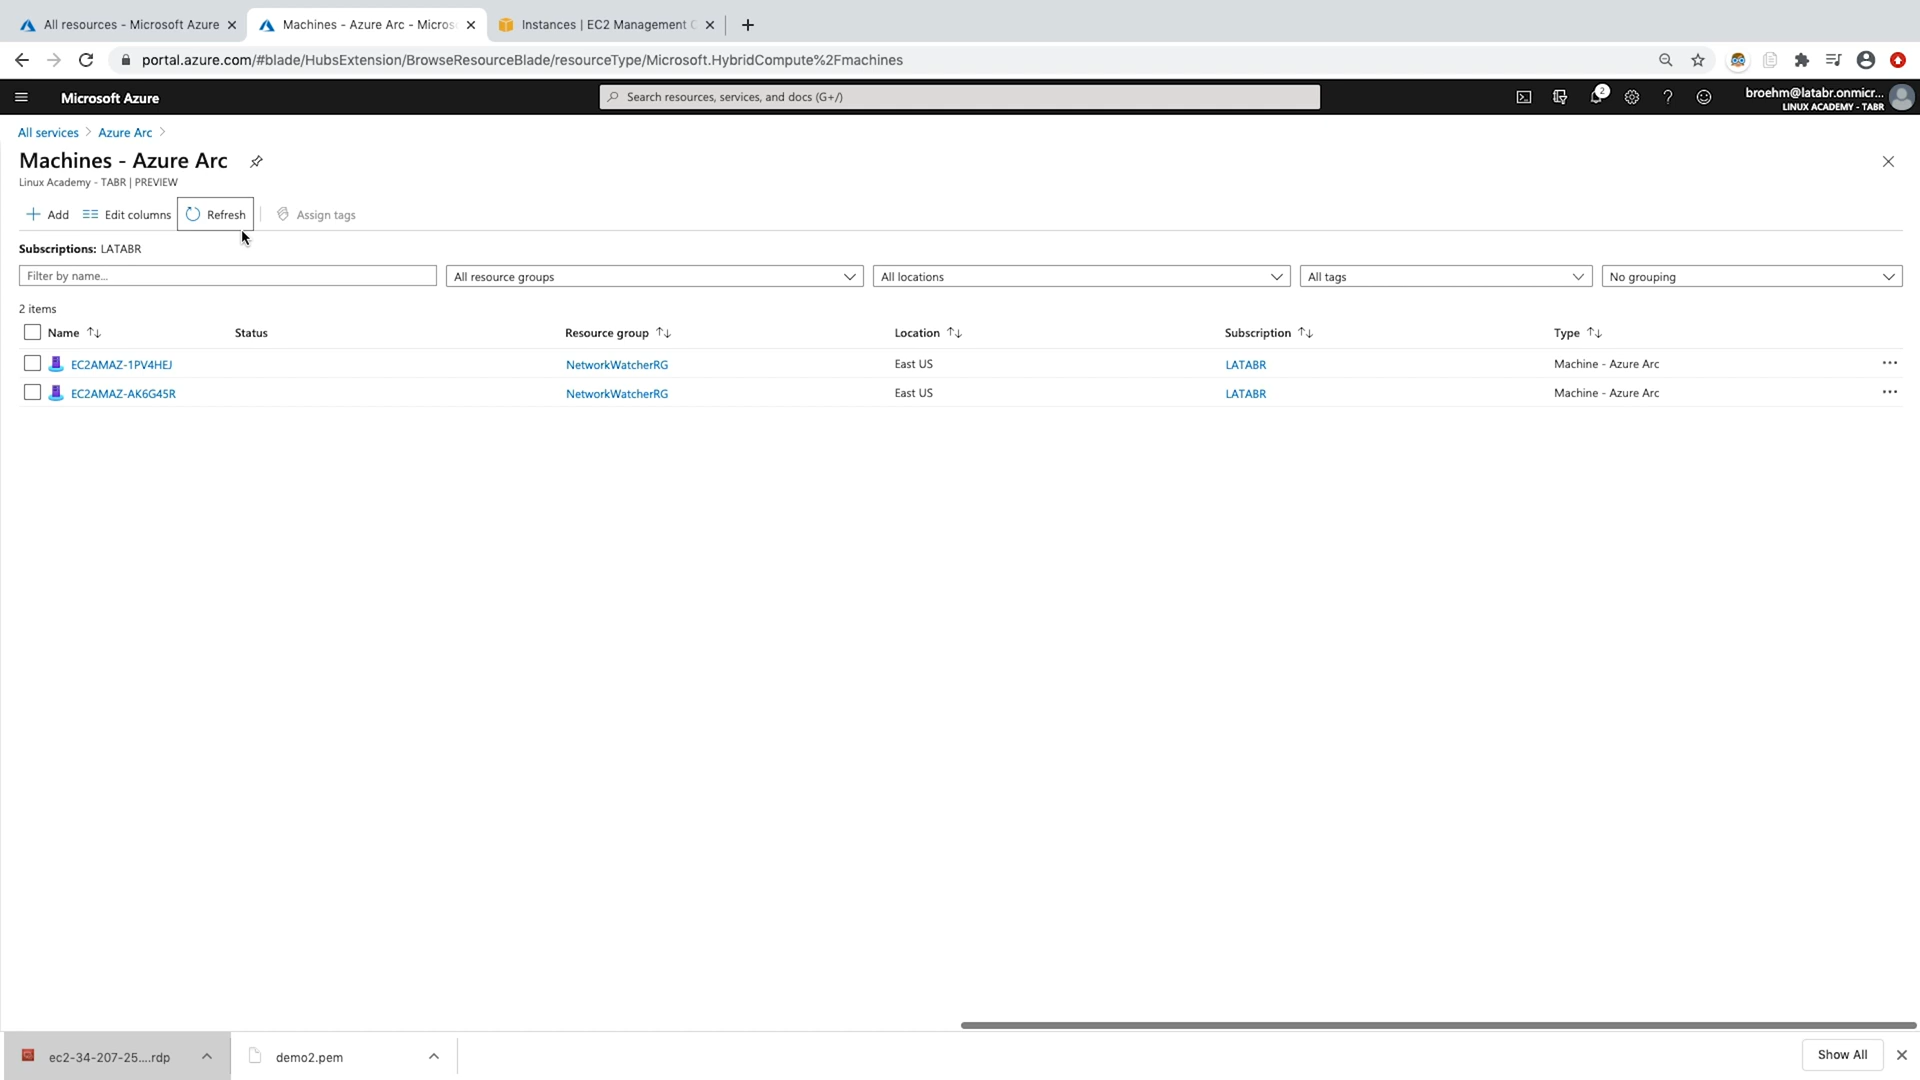 All resources - Microsoft Azure
Machines - Azure Arc - Micros
Instances | EC2 Management C
portal.azure.com/#blade/HubsExtension/BrowseResourceBlade/resourceType/Microsoft.HybridCompute%2Fmachines
Microsoft Azure
Search resources, services, and docs (G+/)
2
broehm@latabr.onmicr...
LINUX ACADEMY - TABR
All services > Azure Arc >
Machines - Azure Arc
Linux Academy - TABR | PREVIEW
Add Edit columns Refresh Assign tags
Subscriptions: LATABR
Filter by name... All resource groups All locations All tags No grouping
2 items
Name Status Resource group Location Subscription Type
EC2AMAZ-1PV4HEJ NetworkWatcherRG East US LATABR Machine - Azure Arc ...
EC2AMAZ-AK6G45R NetworkWatcherRG East US LATABR Machine - Azure Arc ...
ec2-34-207-25....rdp demo2.pem Show All